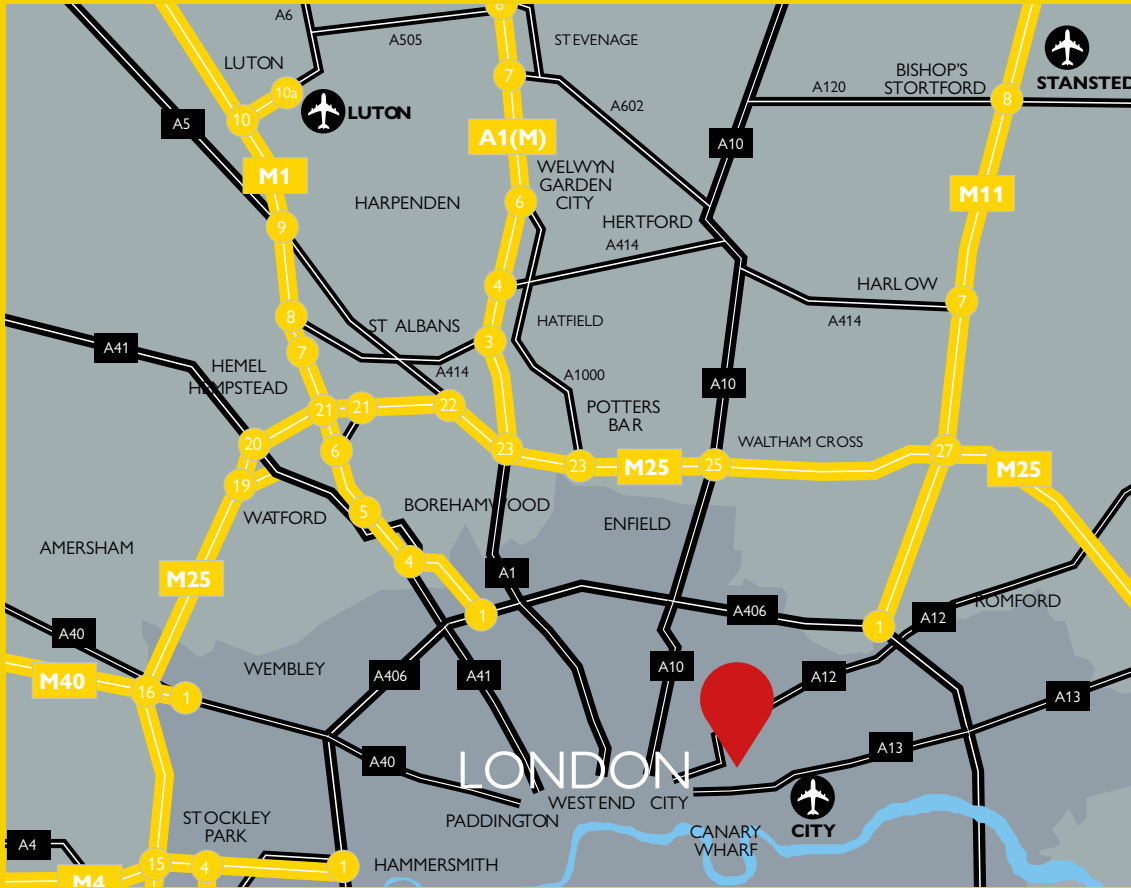 A6
A505
8
STEVENAGE
LUTON
7
BISHOP'S
STORTFORD
STANSTED
10a
A120
8
LUTON
A602
10
A5
A1(M)
A10
M1
WELWYN
GARDEN
CITY
M11
HARPENDEN
6
HERTFORD
9
A414
4
HARLOW
7
8
ST ALBANS
HATFIELD
A414
A41
7
3
HEMEL
HEMPSTEAD
A414
A1000
A10
21
21
22
POTTERS
BAR
20
6
23
WALTHAM CROSS
27
23
M25
25
M25
19
WATFORD
5
BOREHAMWOOD
ENFIELD
AMERSHAM
4
M25
A1
A406
ROMFORD
1
A12
1
A40
WEMBLEY
A406
A41
A10
A12
M40
16
1
A13
A13
A40
LONDON
WEST END
CITY
PADDINGTON
CITY
STOCKLEY
PARK
CANARY
WHARF
A4
15
4
1
HAMMERSMITH
M4